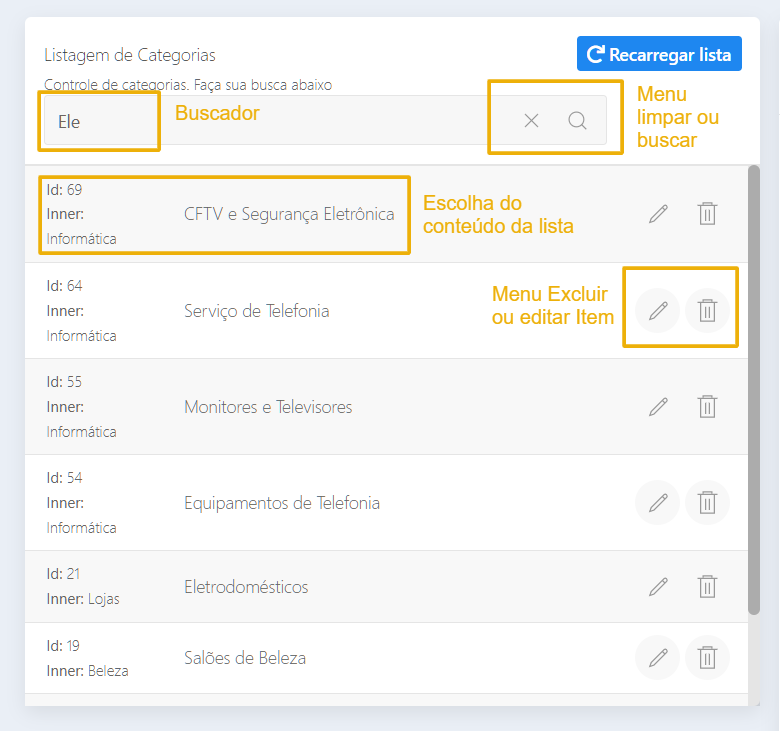 Listagem de Categorias
Recarregar lista
Controle de categorias. Faça sua busca abaixo
Ele
Buscador
Menu
limpar ou
buscar
Id: 69
Inner:
Informática
CFTV e Segurança Eletrônica
Escolha do
conteúdo da lista
Id: 64
Inner:
Informática
Serviço de Telefonia
Menu Excluir
ou editar Item
Id: 55
Inner:
Informática
Monitores e Televisores
Id: 54
Inner:
Informática
Equipamentos de Telefonia
Id: 21
Inner: Lojas
Eletrodomésticos
Id: 19
Inner: Beleza
Salões de Beleza